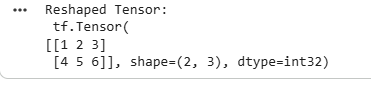 ••• Reshaped Tensor:
tf.Tensor(
[[1 2 3]
[4 5 6]], shape=(2, 3), dtype=int32)